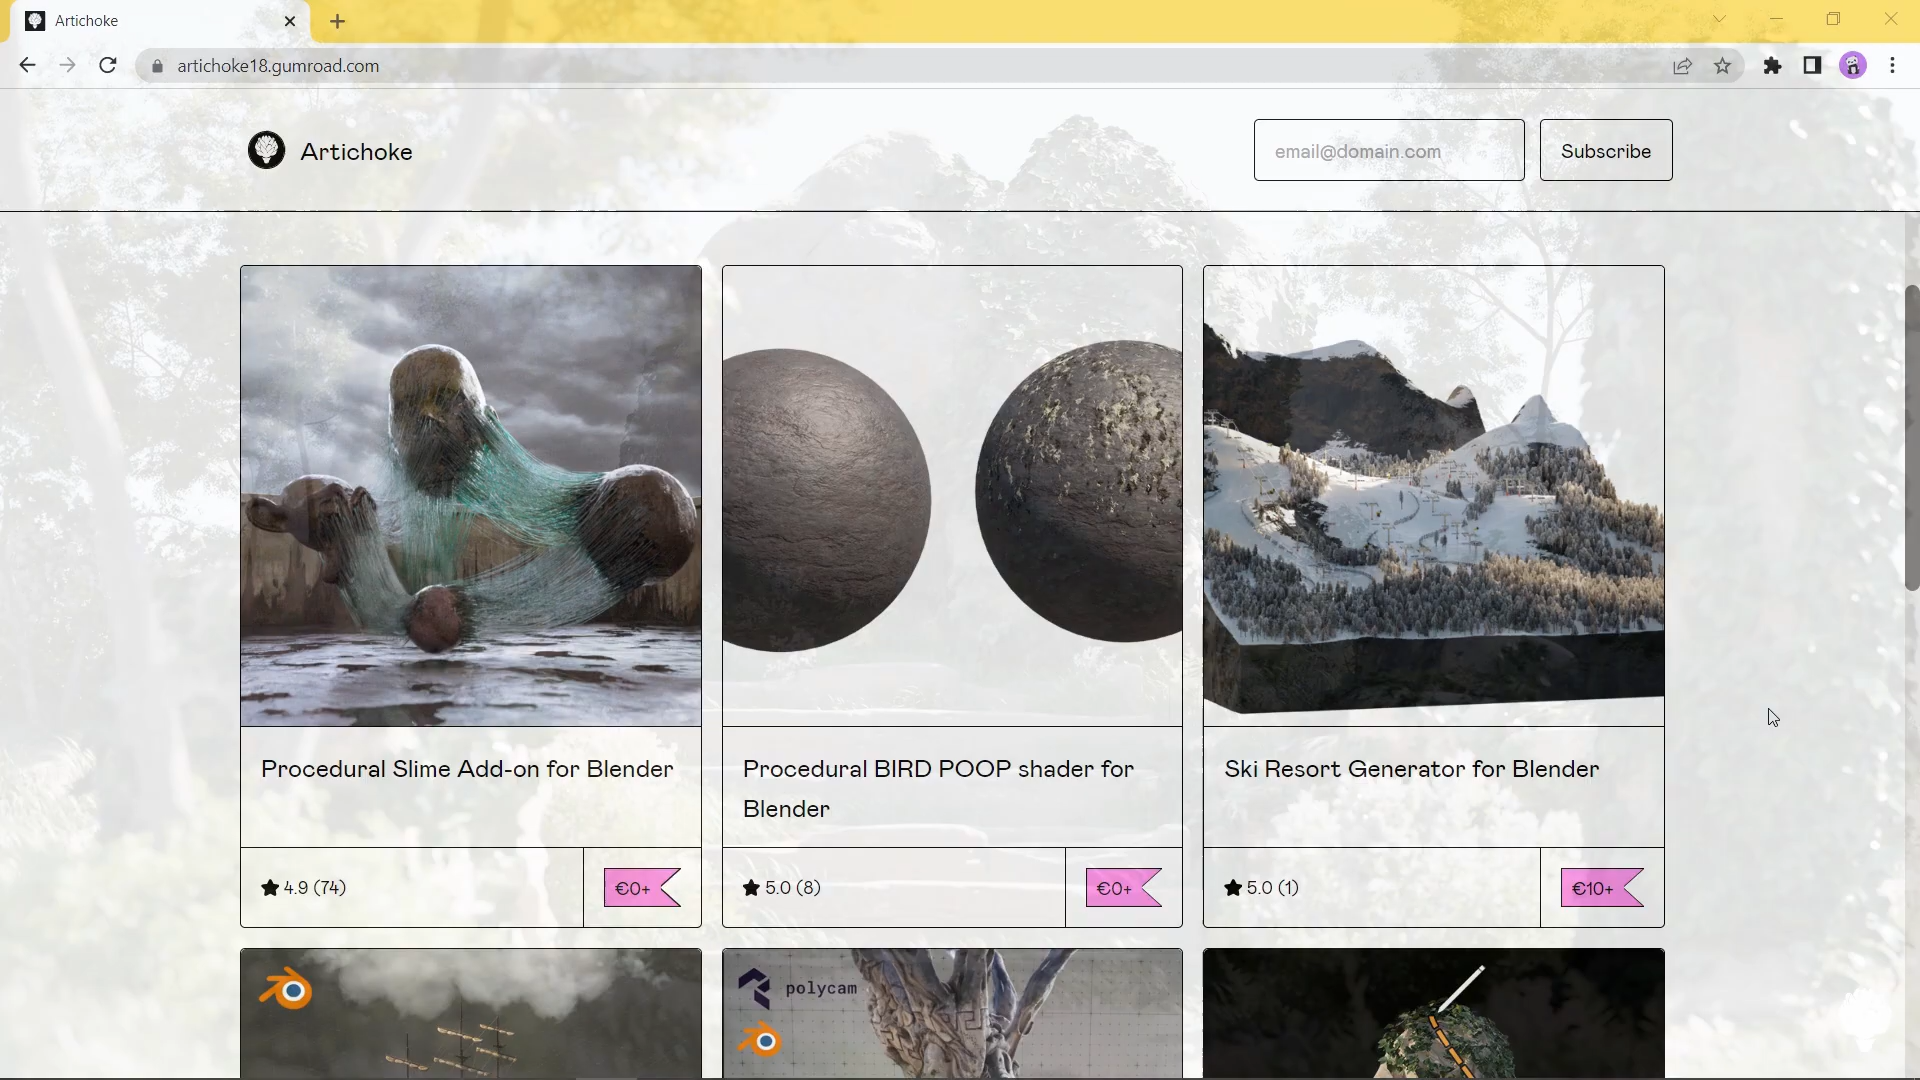 Artichoke
artichoke18.gumroad.com
Artichoke
email@domain.com
Subscribe
Procedural Slime Add-on for Blender
Procedural BIRD POOP shader for
Blender
Ski Resort Generator for Blender
4.9 (74)
€0+
5.0 (8)
€0+
5.0 (1)
€10+
polycam